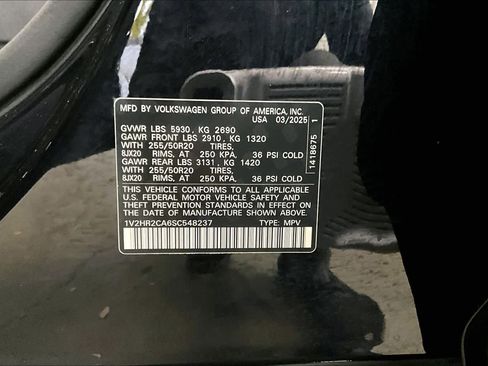 MFD BY VOLKSWAGEN GROUP OF AMERICA, INC.
USA 03/2025
GVWR LBS 5930, KG 2690
GAWR FRONT LBS 2910, KG 1320
WITH 255/50R20 TIRES,
8JX20 RIMS, AT 250 KPA, 36 PSI COLD
GAWR REAR LBS 3131, KG 1420
WITH 255/50R20 TIRES,
8JX20 RIMS, AT 250 KPA, 36 PSI COLD
THIS VEHICLE CONFORMS TO ALL APPLICABLE
U.S. FEDERAL MOTOR VEHICLE SAFETY AND
THEFT PREVENTION STANDARDS IN EFFECT ON
THE DATE OF MANUFACTURE SHOWN ABOVE.
1V2HR2CA6SC548237 TYPE: MPV
1418675 1